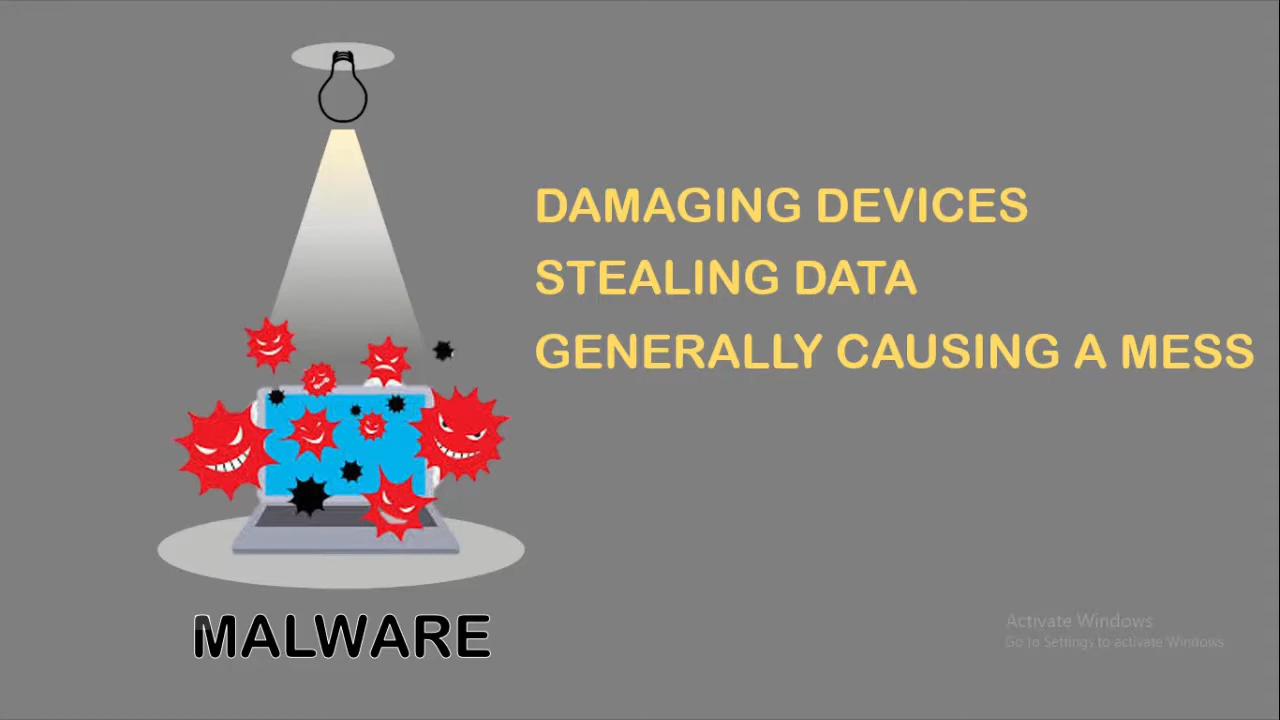 DAMAGING DEVICES
STEALING DATA
GENERALLY CAUSING A MESS
MALWARE
Activate Windows
Go to Settings to activate Windows